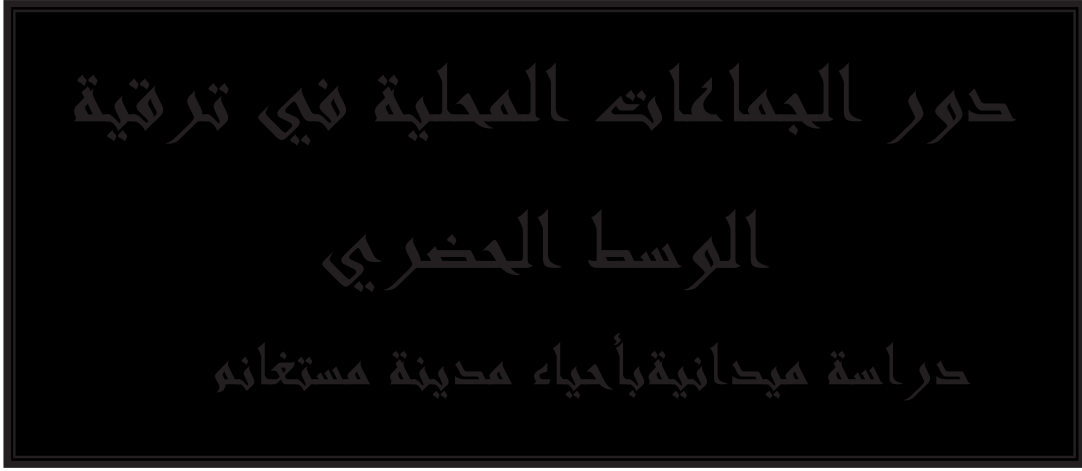 دور الجماعات المحلية في ترقية
الوسط الحضري
دراسة ميدانيةبأحياء مدينة مستغانم